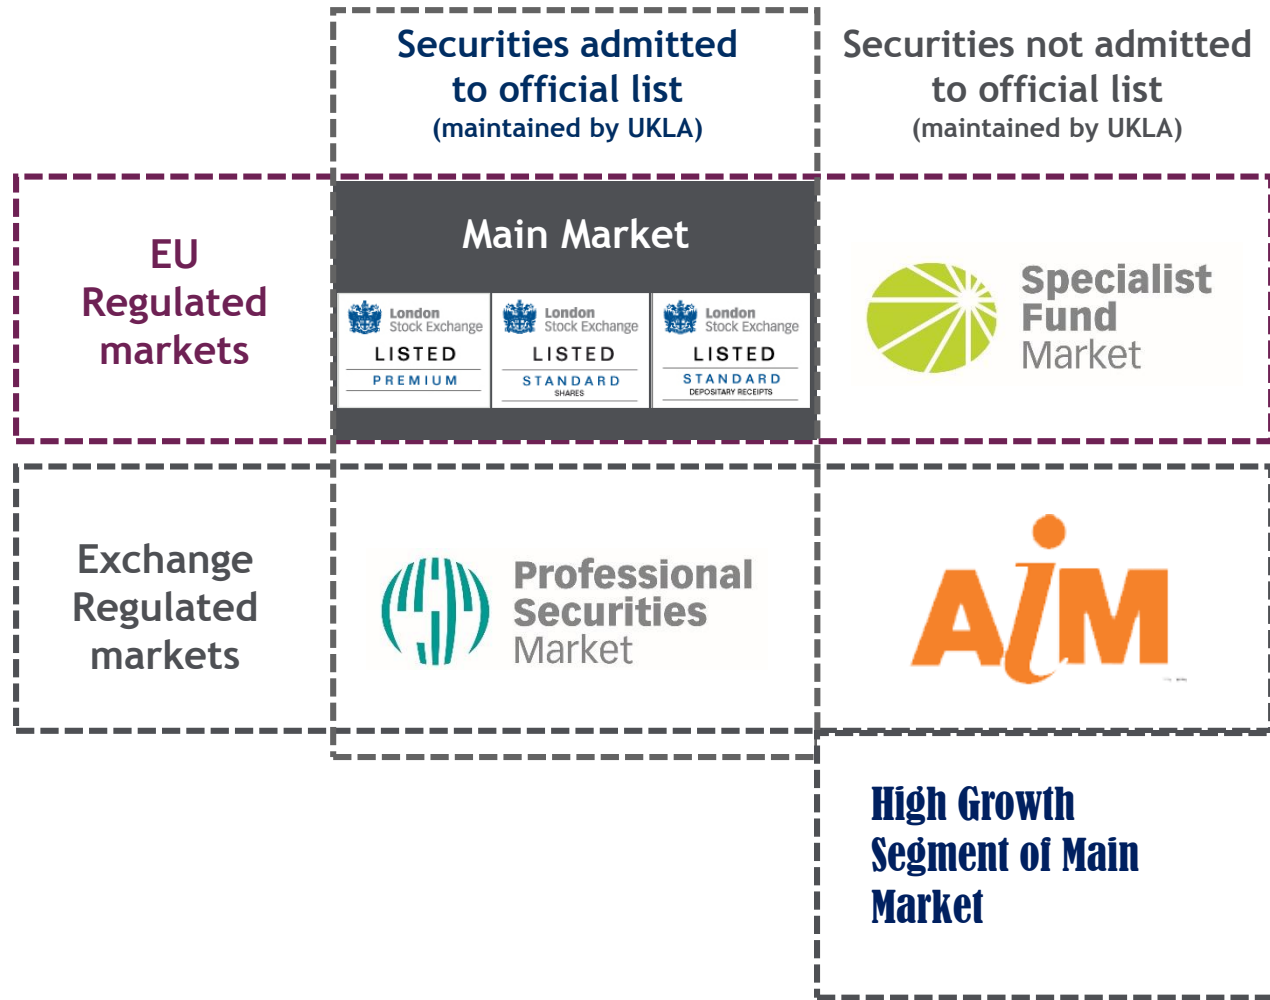 Securities admitted
to official list
(maintained by UKLA)
Securities not admitted
to official list
(maintained by UKLA)
EU
Regulated
markets
Main Market
London
Stock Exchange
LISTED
PREMIUM
London
Stock Exchange
LISTED
STANDARD
SHARES
London
Stock Exchange
LISTED
STANDARD
DEPOSITARY RECEIPTS
Specialist
Fund
Market
Exchange
Regulated
markets
Professional
Securities
Market
AiM
High Growth
Segment of Main
Market